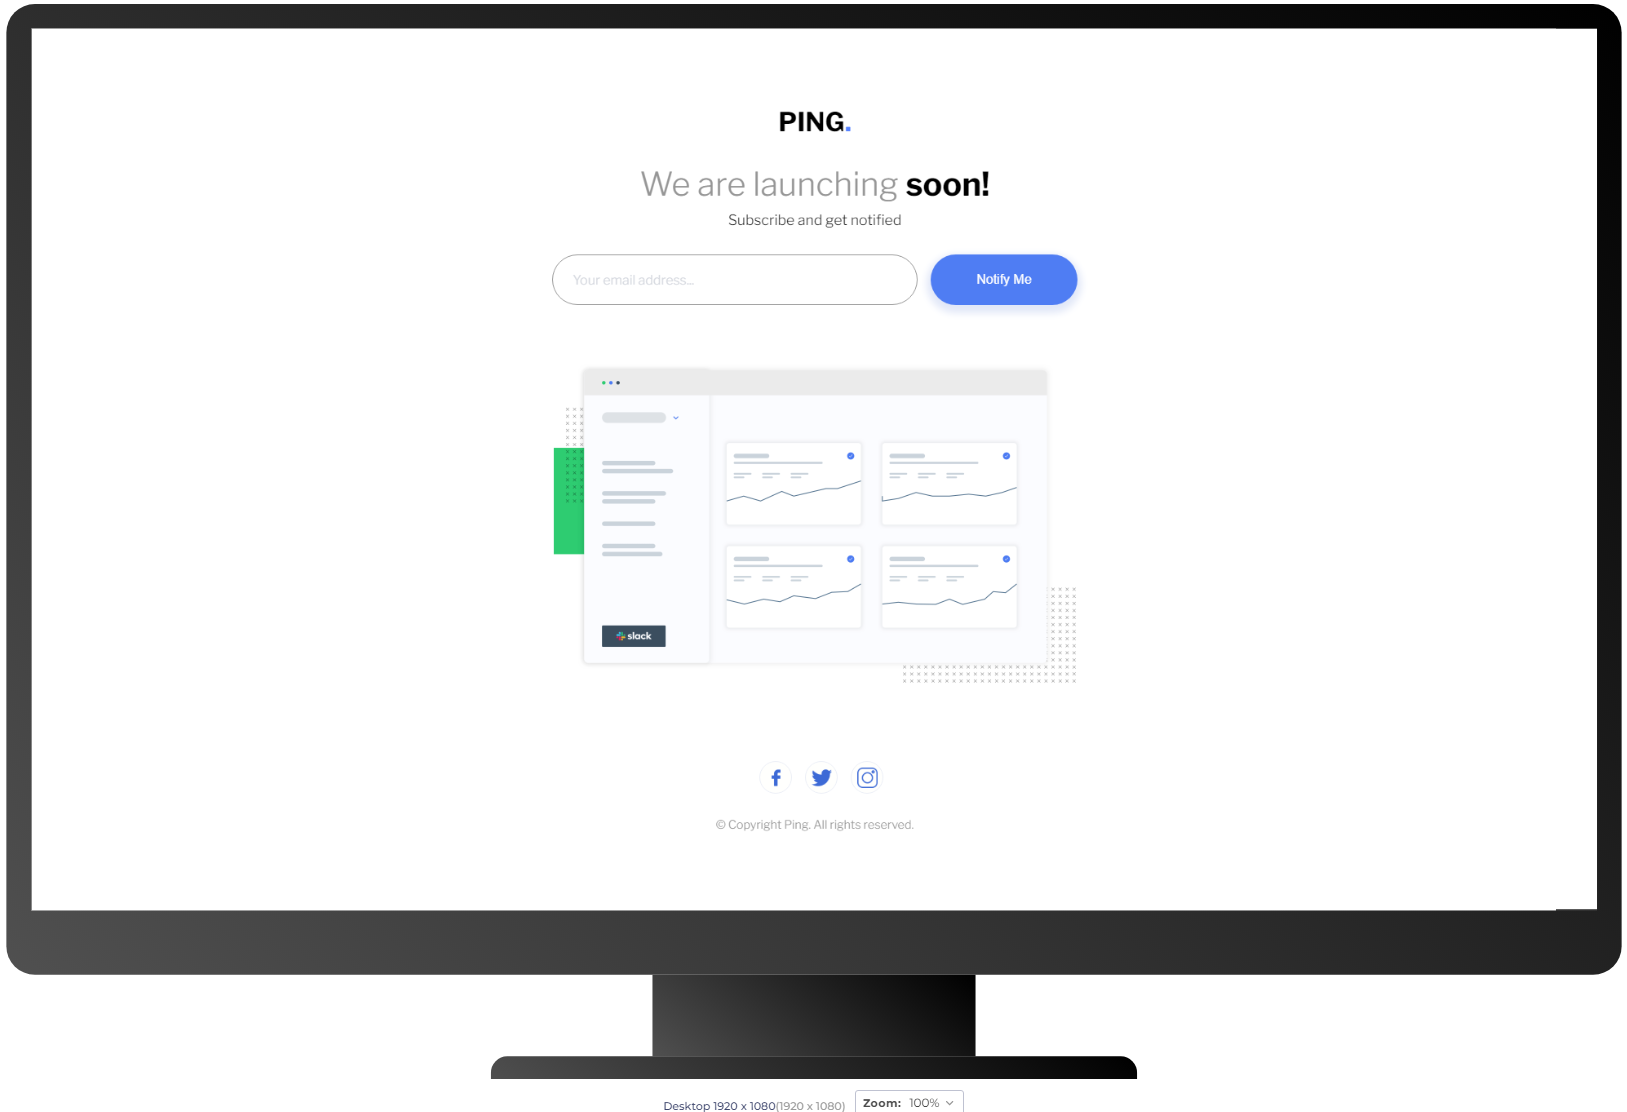 PING.
We are launching soon!
Subscribe and get notified
Your email address...
Notify Me
slack
© Copyright Ping. All rights reserved.
Desktop 1920 x 1080(1920 x 1080) Zoom: 100%